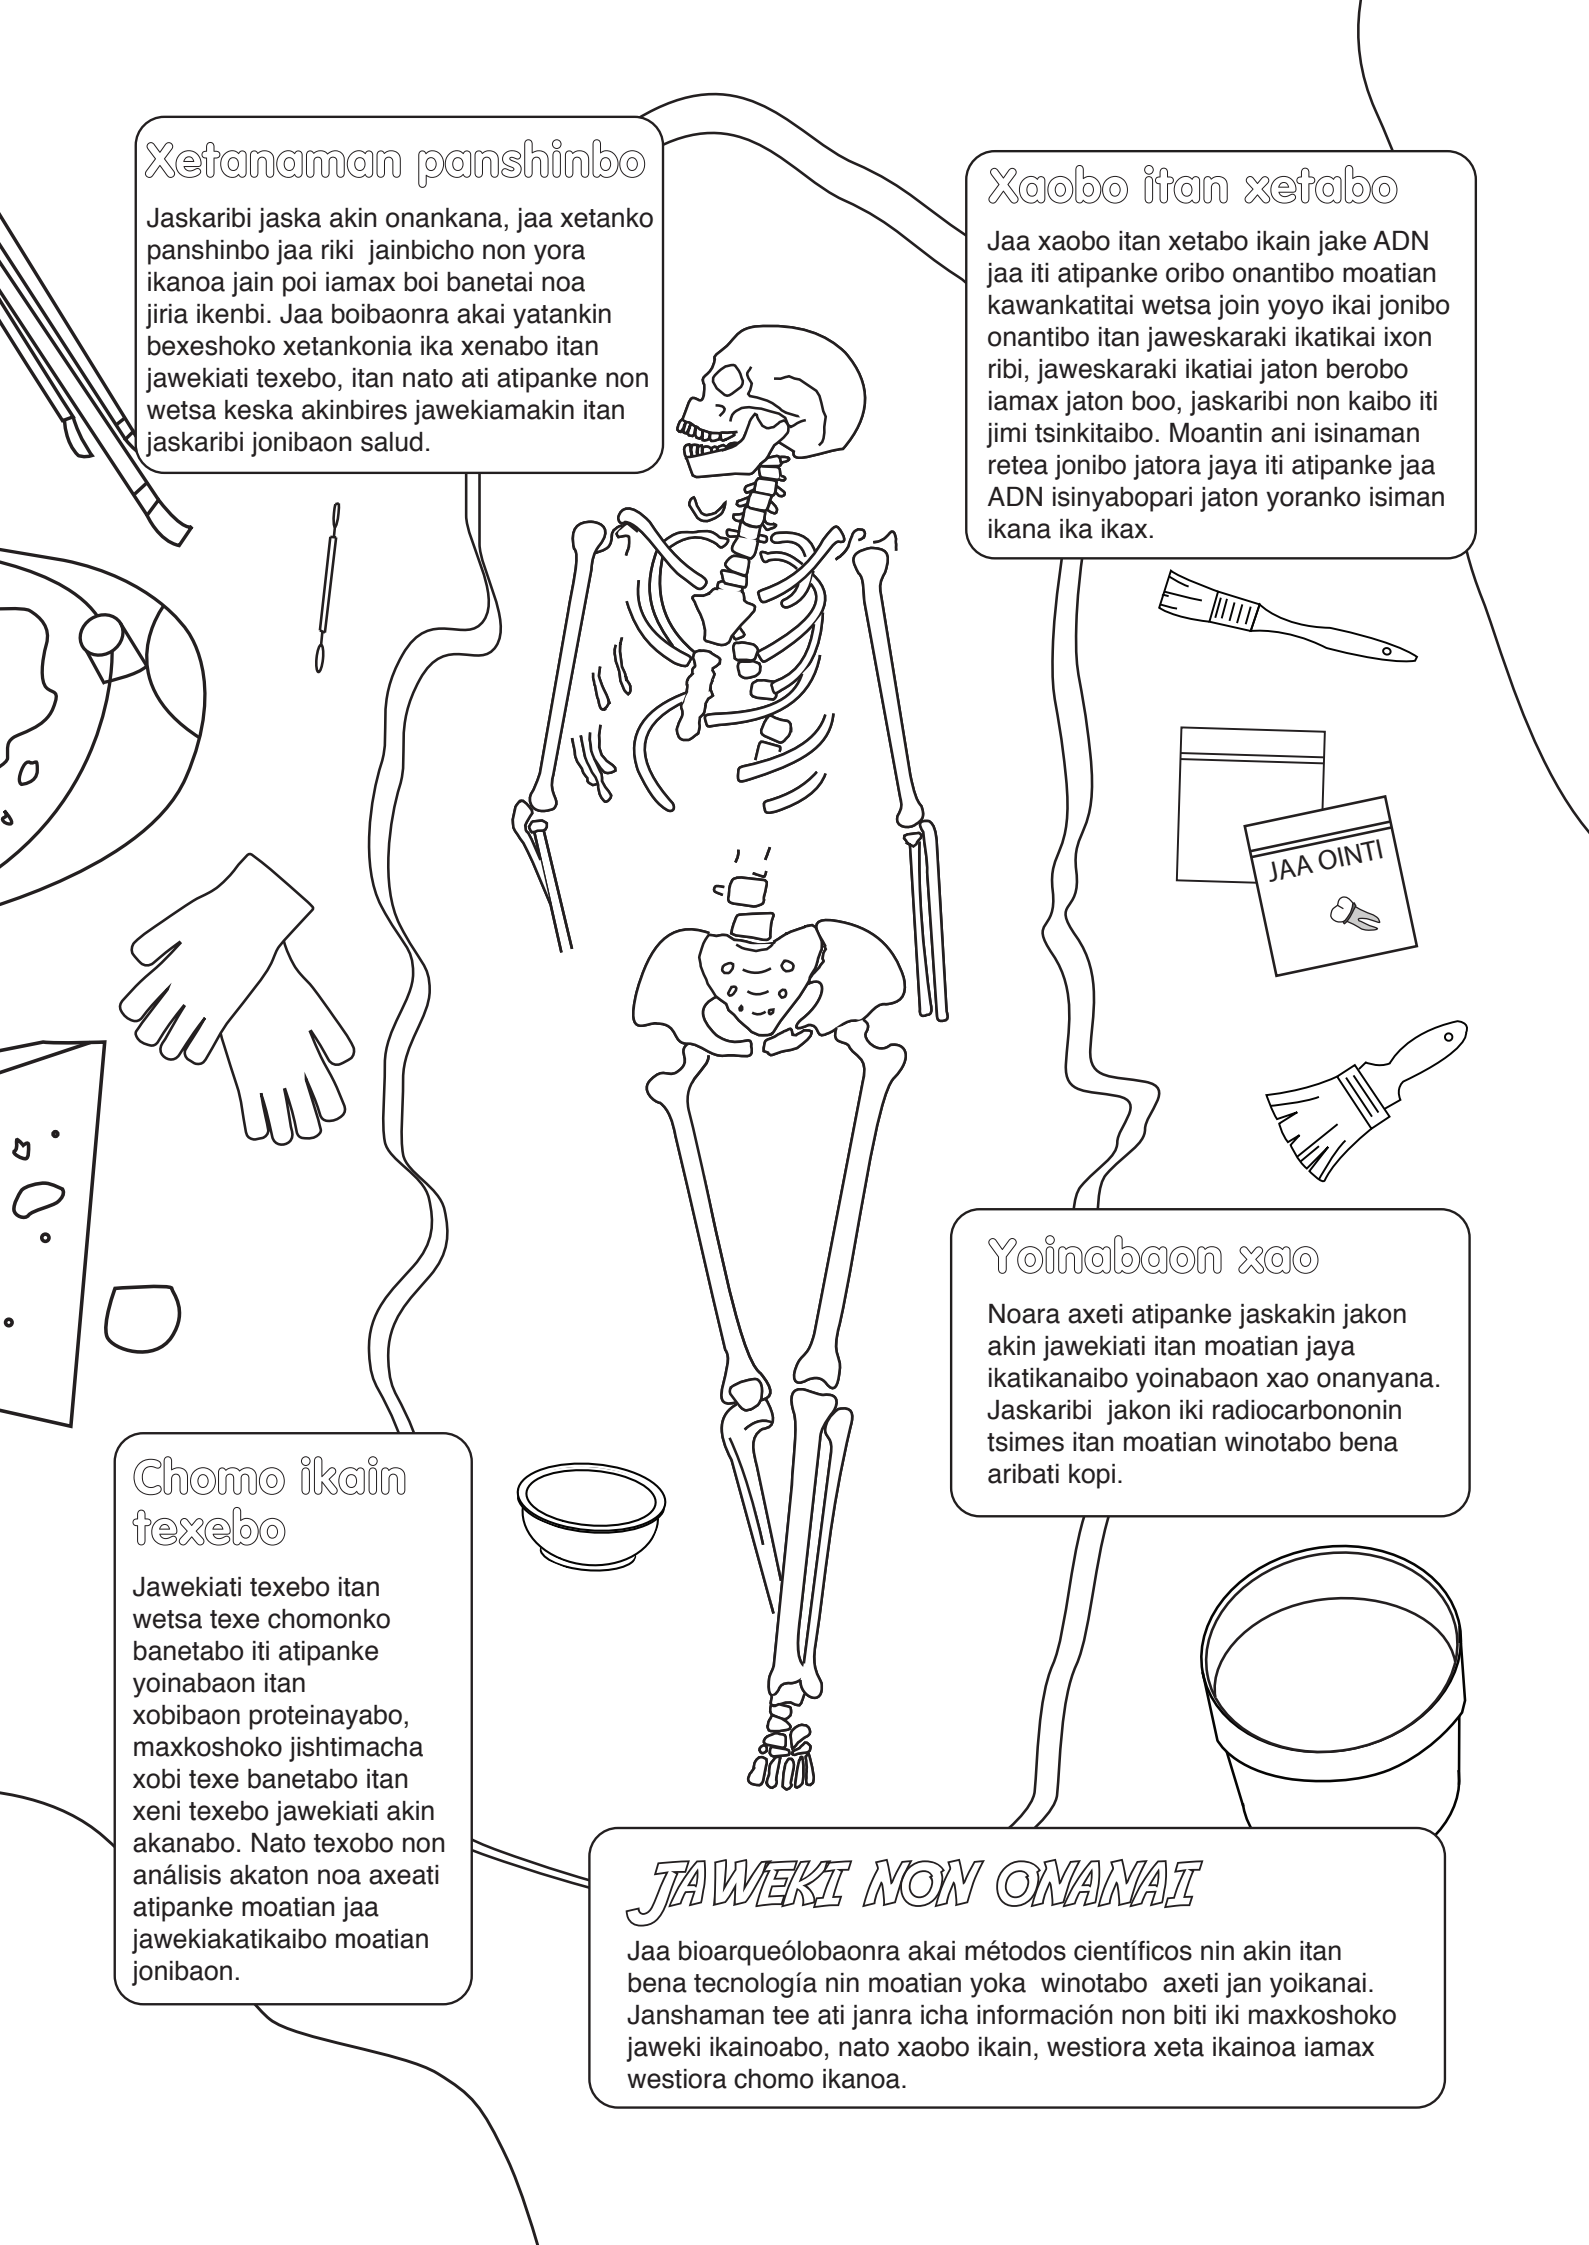 Xetanaman panshinbo
Jaskaribi jaska akin onankana, jaa xetanko
panshinbo jaa riki  jainbicho non yora
ikanoa jain poi iamax boi banetai noa
jiria ikenbi. Jaa boibaonra akai yatankin
bexeshoko xetankonia ika xenabo itan
jawekiati texebo, itan nato ati atipanke non
wetsa keska akinbires jawekiamakin itan
jaskaribi jonibaon salud.
Xaobo itan xetabo
Jaa xaobo itan xetabo ikain jake ADN
jaa iti atipanke oribo onantibo moatian
kawankatitai wetsa join yoyo ikai jonibo
onantibo itan jaweskaraki ikatikai ixon
ribi, jaweskaraki ikatiai jaton berobo
iamax jaton boo, jaskaribi non kaibo iti
jimi tsinkitaibo. Moantin ani isinaman
retea jonibo jatora jaya iti atipanke jaa
ADN isinyabopari jaton yoranko isiman
ikana ika ikax.
JAA OINTI
Yoinabaon xao
Noara axeti atipanke jaskakin jakon
akin jawekiati itan moatian jaya
ikatikanaibo yoinabaon xao onanyana.
Jaskaribi  jakon iki radiocarbononin
tsimes itan moatian winotabo bena
aribati kopi.
Chomo ikain
texebo
Jawekiati texebo itan
wetsa texe chomonko
banetabo iti atipanke
yoinabaon itan
xobibaon proteinayabo,
maxkoshoko jishtimacha
xobi texe banetabo itan
xeni texebo jawekiati akin
akanabo. Nato texobo non
análisis akaton noa axeati
atipanke moatian jaa
jawekiakatikaibo moatian
jonibaon.
JAWEKI NON ONANAI
Jaa bioarqueólobaonra akai métodos científicos nin akin itan
bena tecnología nin moatian yoka  winotabo  axeti jan yoikanai.
Janshaman tee ati janra icha información non biti iki maxkoshoko
jaweki ikainoabo, nato xaobo ikain, westiora xeta ikainoa iamax
westiora chomo ikanoa.